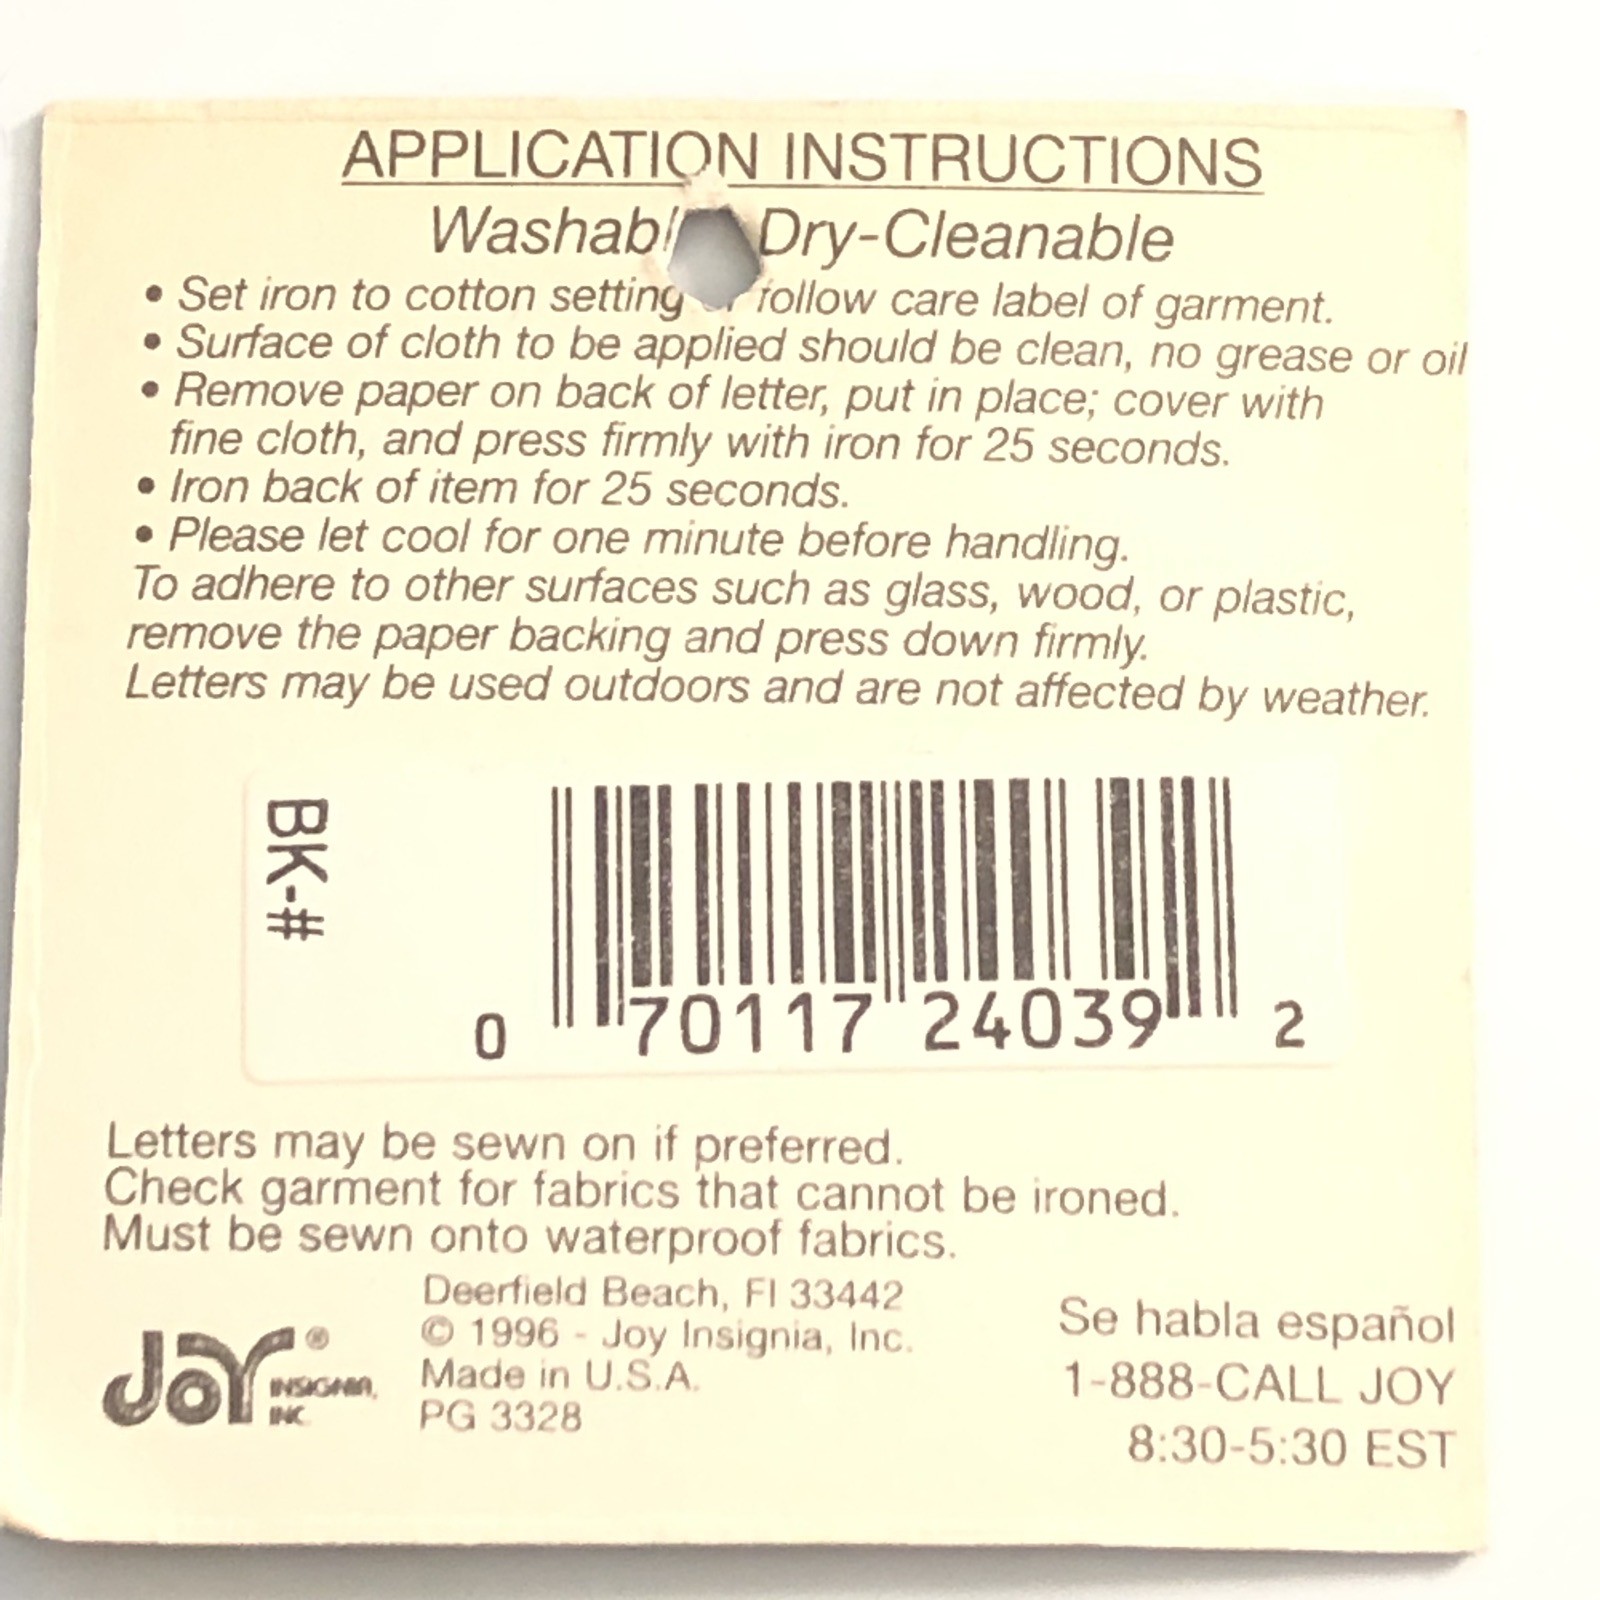 APPLICATION INSTRUCTIONS
Dry-Cleanable
• Set iron to cotton setting follow care label of garment.
• Surface of cloth to be applied should be clean, no grease or oil
• Remove paper on back of letter, put in place; cover with
fine cloth, and press firmly with iron for 25 seconds.
• Iron back of item for 25 seconds.
• Please let cool for one minute before handling.
To adhere to other surfaces such as glass, wood, or plastic,
remove the paper backing and press down firmly.
Letters may be used outdoors and are not affected by weather.
BK-#
0 70117 24039 2
Letters may be sewn on if preferred.
Check garment for fabrics that cannot be ironed.
Must be sewn onto waterproof fabrics.
JOY® INSIGNIA, INC.
Deerfield Beach, Fl 33442
© 1996 - Joy Insignia, Inc.
Made in U.S.A.
PG 3328
Se habla español
1-888-CALL JOY
8:30-5:30 EST